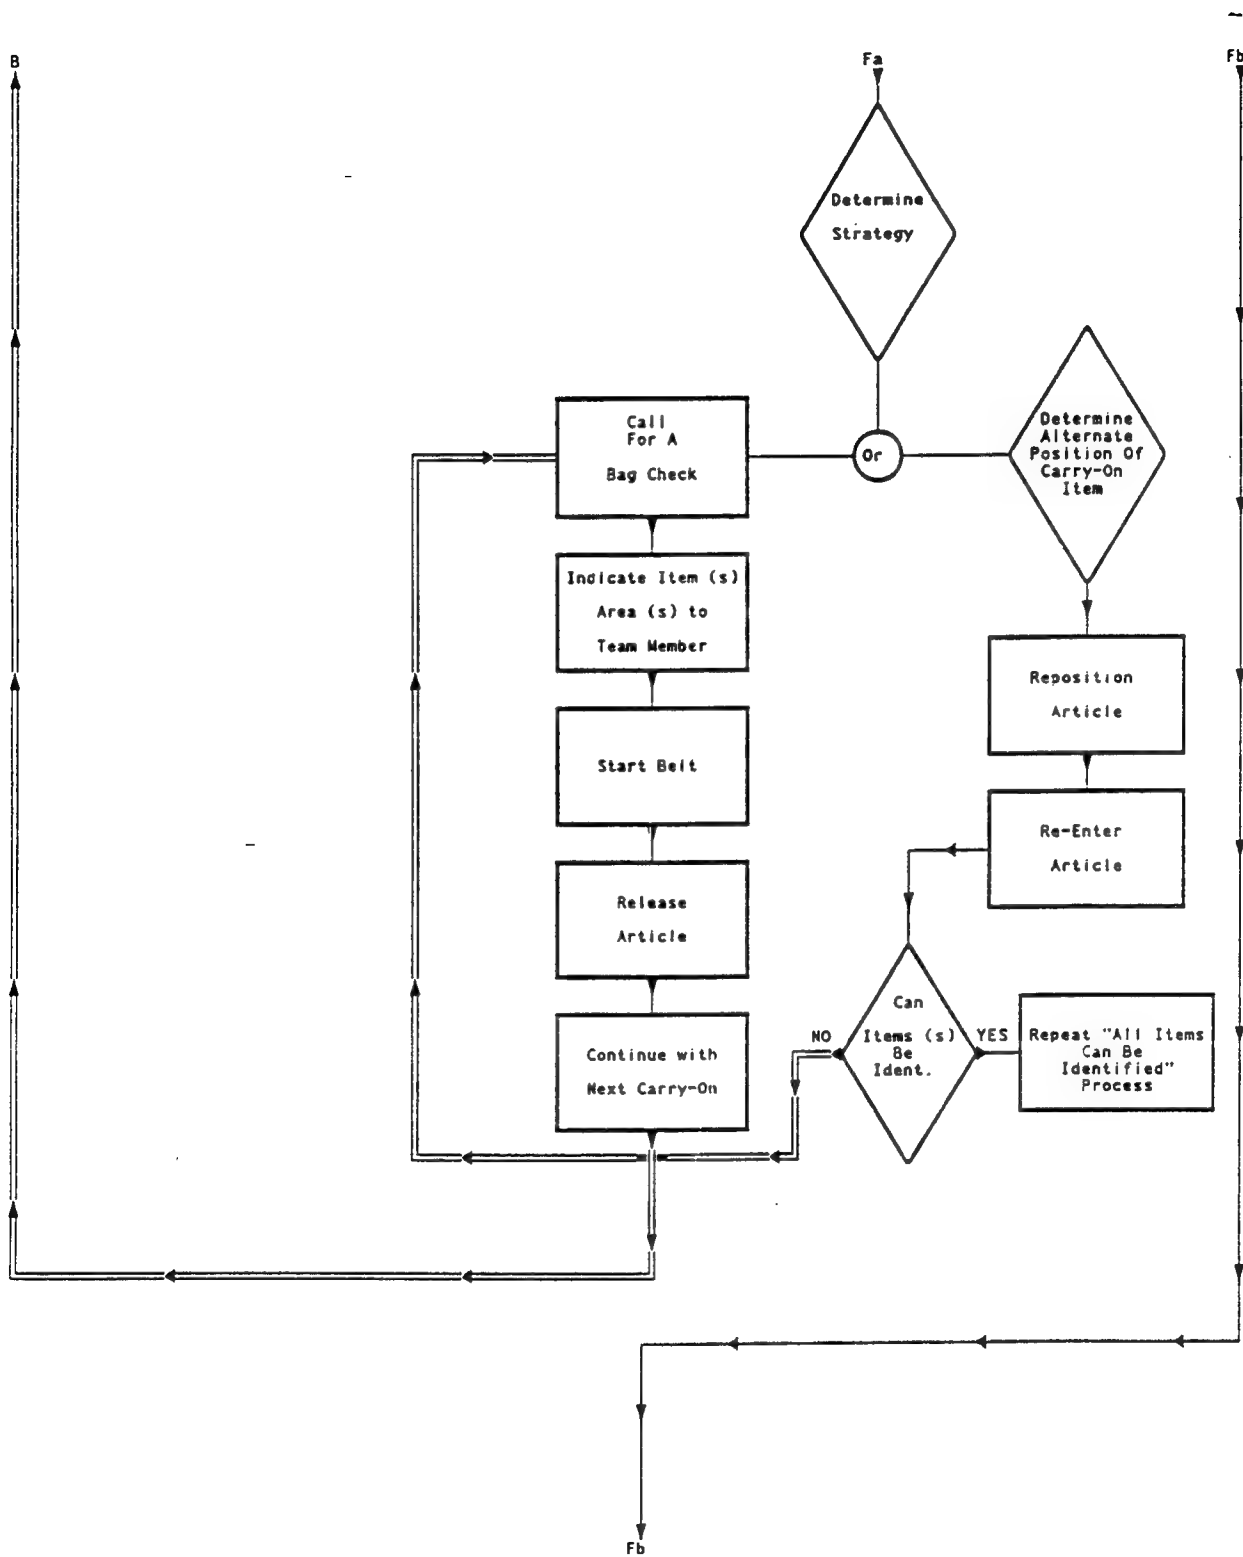 B
Fa
Fb
Determine
Strategy
Call
For A
Bag Check
Or
Determine
Alternate
Position Of
Carry-On
Item
Indicate Item (s)
Area (s) to
Team Member
Reposition
Article
Start Belt
Re-Enter
Article
Release
Article
Can
Items (s)
Be
Ident.
NO
YES
Repeat "All Items
Can Be
Identified"
Process
Continue with
Next Carry-On
Fb